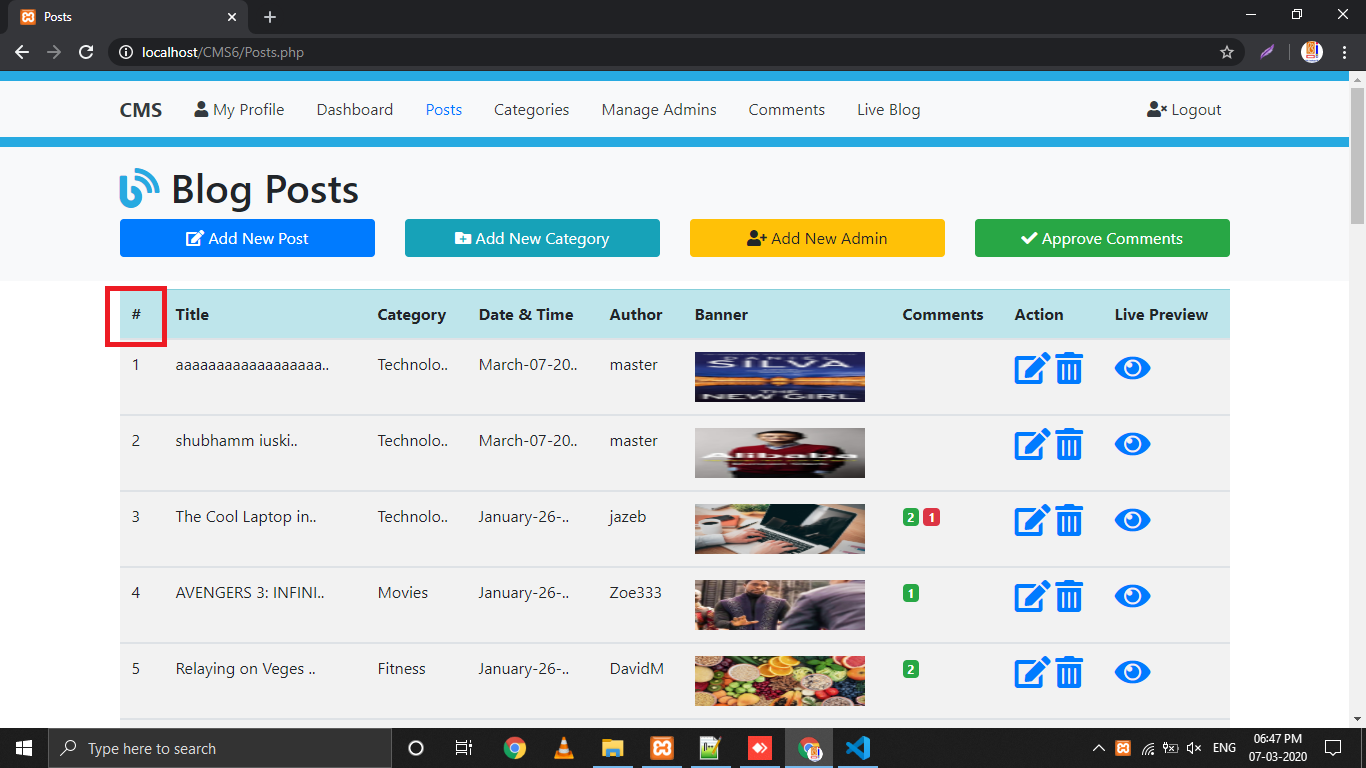 Posts
localhost/CMS6/Posts.php
CMS My Profile Dashboard Posts Categories Manage Admins Comments Live Blog Logout
Blog Posts
Add New Post Add New Category Add New Admin Approve Comments
# Title Category Date & Time Author Banner Comments Action Live Preview
1 aaaaaaaaaaaaaaaaaa.. Technolo.. March-07-20.. master
SILVA
THE
NEW GIRL
2 shubhamm iuski.. Technolo.. March-07-20.. master
Alibaba
3 The Cool Laptop in.. Technolo.. January-26-.. jazeb 2 1
4 AVENGERS 3: INFINI.. Movies January-26-.. Zoe333 1
5 Relaying on Veges .. Fitness January-26-.. DavidM 2
Type here to search
ENG
06:47 PM
07-03-2020